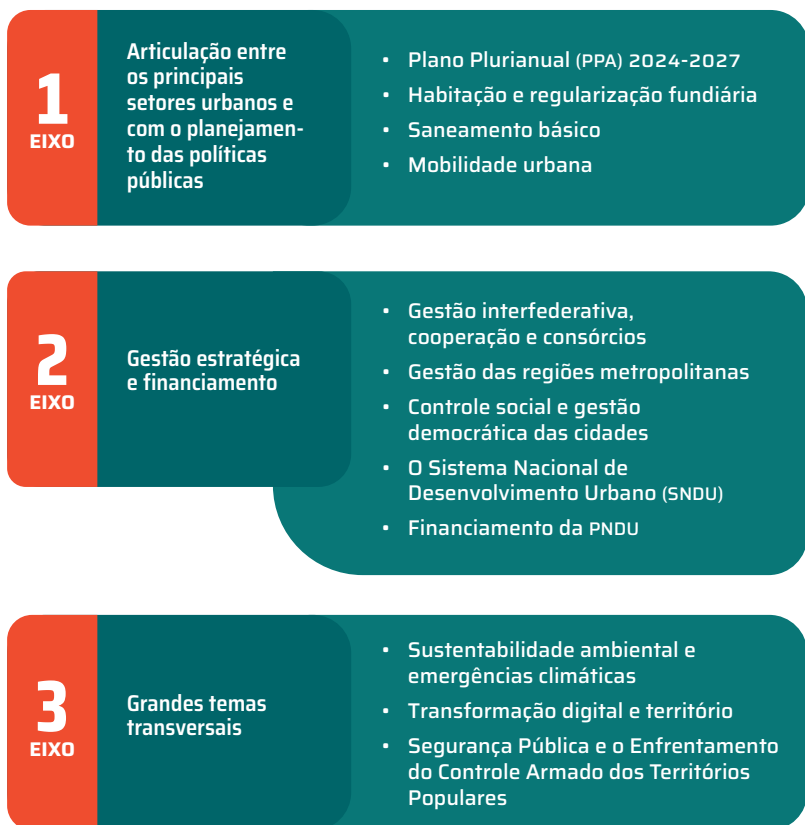 1
EIXO
Articulação entre
os principais
setores urbanos e
com o planejamen-
to das políticas
públicas
• Plano Plurianual (PPA) 2024-2027
• Habitação e regularização fundiária
• Saneamento básico
• Mobilidade urbana
2
EIXO
Gestão estratégica
e financiamento
• Gestão interfederativa,
cooperação e consórcios
• Gestão das regiões metropolitanas
• Controle social e gestão
democrática das cidades
• O Sistema Nacional de
Desenvolvimento Urbano (SNDU)
• Financiamento da PNDU
3
EIXO
Grandes temas
transversais
• Sustentabilidade ambiental e
emergências climáticas
• Transformação digital e território
• Segurança Pública e o Enfrentamento
do Controle Armado dos Territórios
Populares